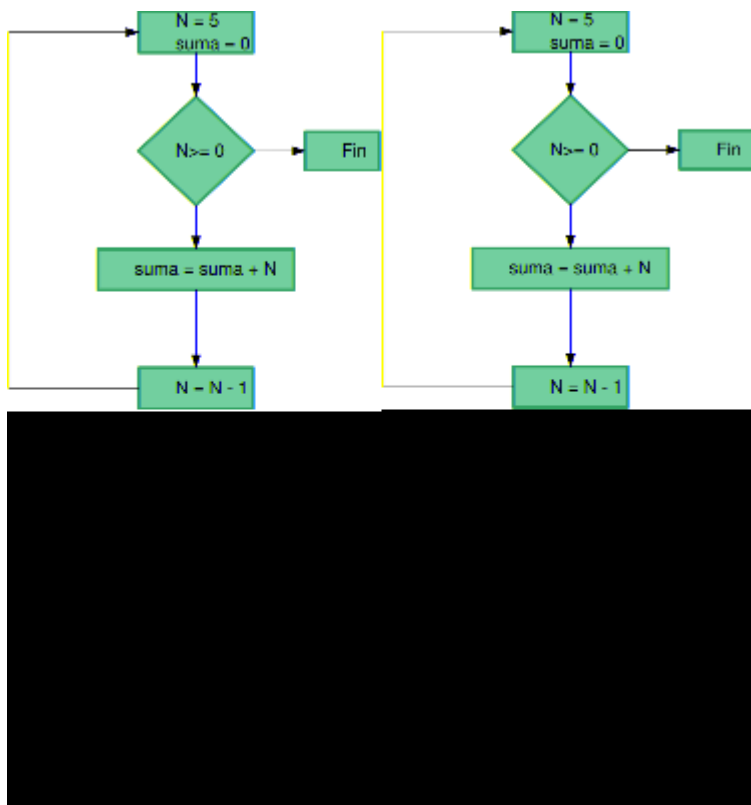 N = 5
suma = 0
N>= 0
Fin
suma = suma + N
N = N - 1
N = 5
suma = 0
N>= 0
Fin
suma = suma + N
N = N - 1